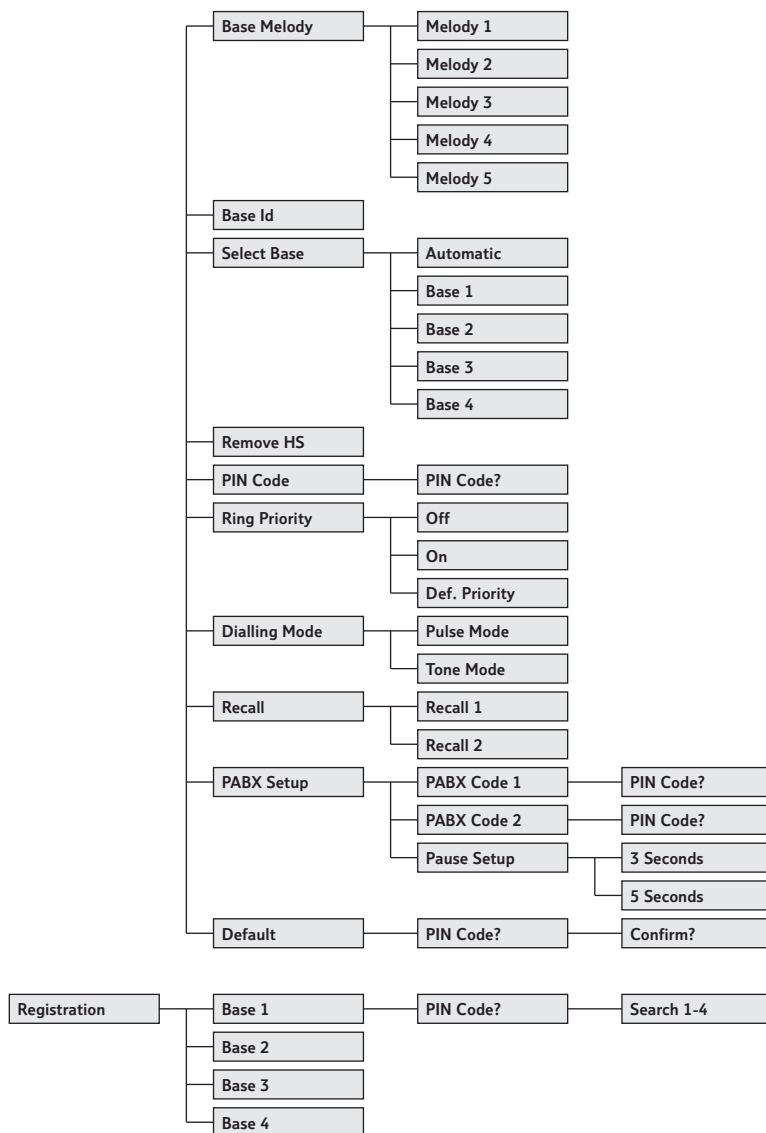 Base Melody
Melody 1
Melody 2
Melody 3
Melody 4
Melody 5
Base Id
Select Base
Automatic
Base 1
Base 2
Base 3
Base 4
Remove HS
PIN Code
PIN Code?
Ring Priority
Off
On
Def. Priority
Dialling Mode
Pulse Mode
Tone Mode
Recall
Recall 1
Recall 2
PABX Setup
PABX Code 1
PIN Code?
PABX Code 2
PIN Code?
Pause Setup
3 Seconds
5 Seconds
Default
PIN Code?
Confirm?
Registration
Base 1
PIN Code?
Search 1-4
Base 2
Base 3
Base 4